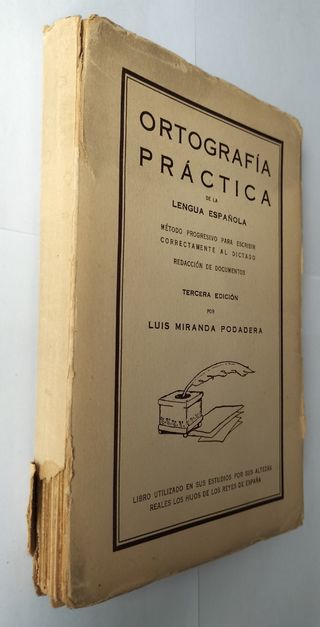 ORTOGRAFÍA
PRÁCTICA
DE LA
LENGUA ESPAÑOLA
MÉTODO PROGRESIVO PARA ESCRIBIR
CORRECTAMENTE AL DICTADO
REDACCIÓN DE DOCUMENTOS
TERCERA EDICIÓN
POR
LUIS MIRANDA PODADERA
LIBRO UTILIZADO EN SUS ESTUDIOS POR SUS ALTEZAS
REALES LOS HIJOS DE LOS REYES DE ESPAÑA